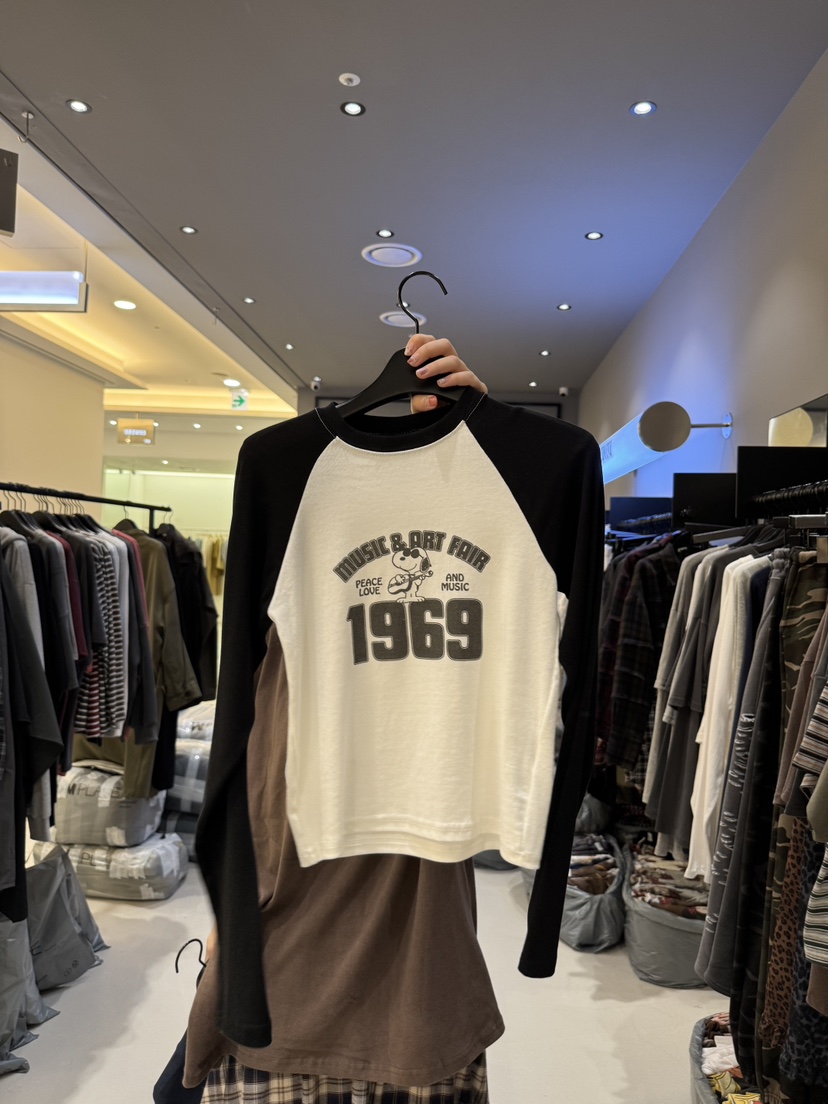 MUSIC & ART FAIR
PEACE LOVE
AND MUSIC
1969